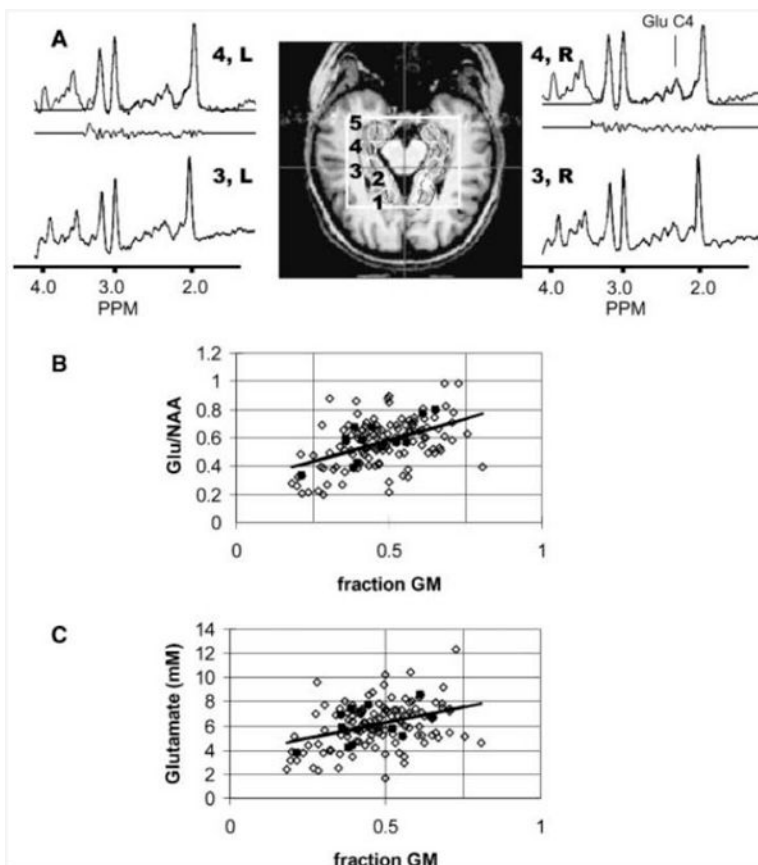 A
4, L
3, L
4.0 3.0 2.0
PPM
5
4
3
2
1
Glu C4
4, R
3, R
4.0 3.0 2.0
PPM
B
Glu/NAA
1.2
1
0.8
0.6
0.4
0.2
0
0 0.5 1
fraction GM
C
Glutamate (mM)
14
12
10
8
6
4
2
0
0 0.5 1
fraction GM